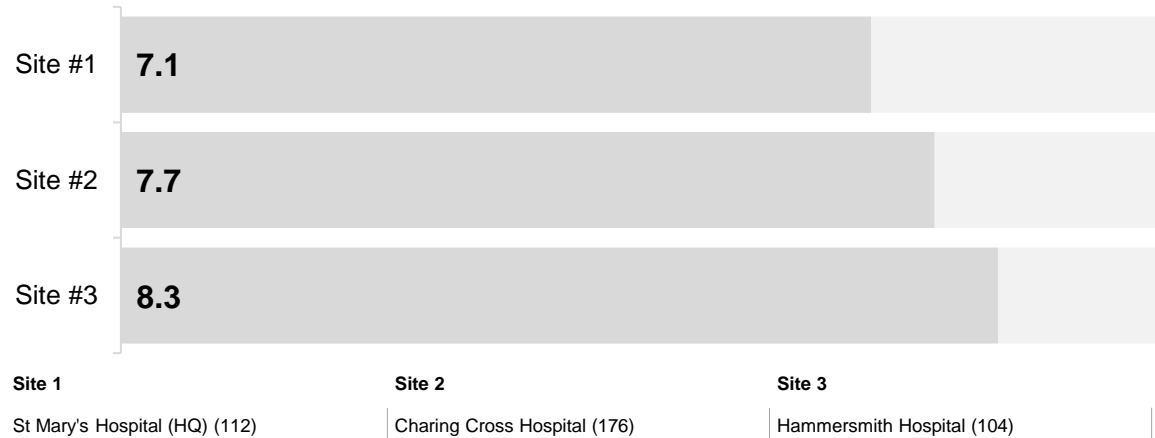 Site #1 7.1
Site #2 7.7
Site #3 8.3
Site 1 Site 2 Site 3
St Mary's Hospital (HQ) (112) Charing Cross Hospital (176) Hammersmith Hospital (104)